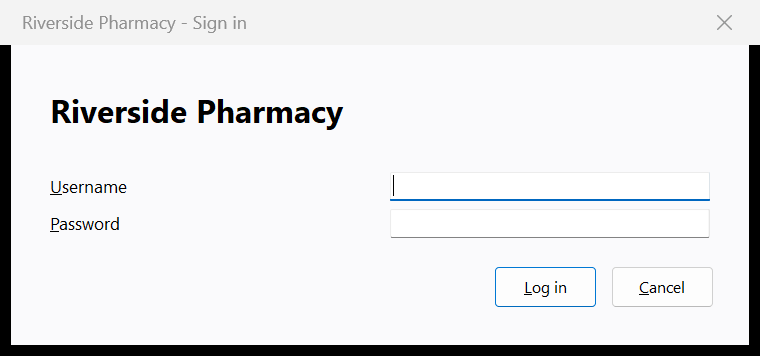 Riverside Pharmacy - Sign in
Riverside Pharmacy
Username
Password
Log in
Cancel